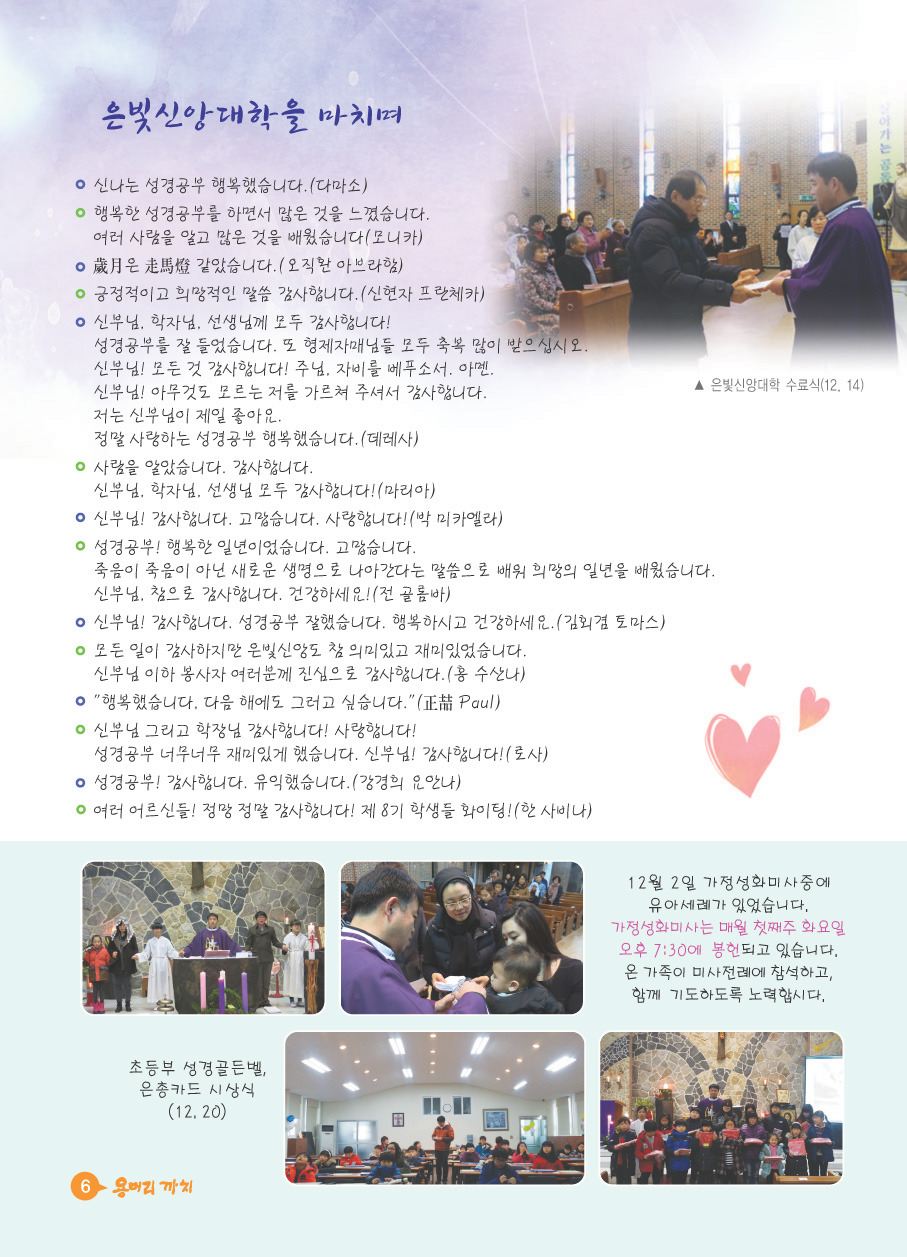 은빛신앙대학을 마치며
신나는 성경공부 행복했습니다.(다마소)
행복한 성경공부를 하면서 많은 것을 느꼈습니다.
여러 사람을 알고 많은 것을 배웠습니다(모니카)
歲月은 走馬燈 같았습니다.(오직환 아브라함)
긍정적이고 희망적인 말씀 감사합니다.(신현자 프란체카)
신부님, 학자님, 선생님께 모두 감사합니다!
성경공부를 잘 들었습니다. 또 형제자매님들 모두 축복 많이 받으십시오.
신부님! 모든 것 감사합니다! 주님, 자비를 베푸소서. 아멘.
신부님! 아무것도 모르는 저를 가르쳐 주셔서 감사합니다.
저는 신부님이 제일 좋아요.
정말 사랑하는 성경공부 행복했습니다.(데레사)
사람을 알았습니다. 감사합니다.
신부님, 학자님, 선생님 모두 감사합니다!(마리아)
신부님! 감사합니다. 고맙습니다. 사랑합니다!(박 미카엘라)
성경공부! 행복한 일년이었습니다. 고맙습니다.
죽음이 죽음이 아닌 새로운 생명으로 나아간다는 말씀으로 배워 희망의 일년을 배웠습니다.
신부님, 참으로 감사합니다. 건강하세요!(전 골롬바)
신부님! 감사합니다. 성경공부 잘했습니다. 행복하시고 건강하세요.(김회겸 토마스)
모든 일이 감사하지만 은빛신앙도 참 의미있고 재미있었습니다.
신부님 이하 봉사자 여러분께 진심으로 감사합니다.(홍 수산나)
"행복했습니다, 다음 해에도 그러고 싶습니다."(正喆 Paul)
신부님 그리고 학장님 감사합니다! 사랑합니다!
성경공부 너무너무 재미있게 했습니다. 신부님! 감사합니다!(로사)
성경공부! 감사합니다. 유익했습니다.(강경희 요안나)
여러 어르신들! 정망 정말 감사합니다! 제 8기 학생들 화이팅!(한 사비나)
▲ 은빛신앙대학 수료식(12. 14)
12월 2일 가정성화미사중에
유아세례가 있었습니다.
가정성화미사는 매월 첫째주 화요일
오후 7:30에 봉헌되고 있습니다.
온 가족이 미사전례에 참석하고,
함께 기도하도록 노력합시다.
초등부 성경골든벨,
은총카드 시상식
(12. 20)
6 용머리 까치